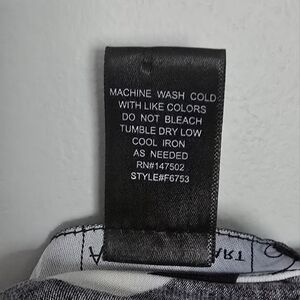 MACHINE WASH COLD
WITH LIKE COLORS
DO NOT BLEACH
TUMBLE DRY LOW
COOL IRON
AS NEEDED
RN#147502
STYLE#F6753
A ART